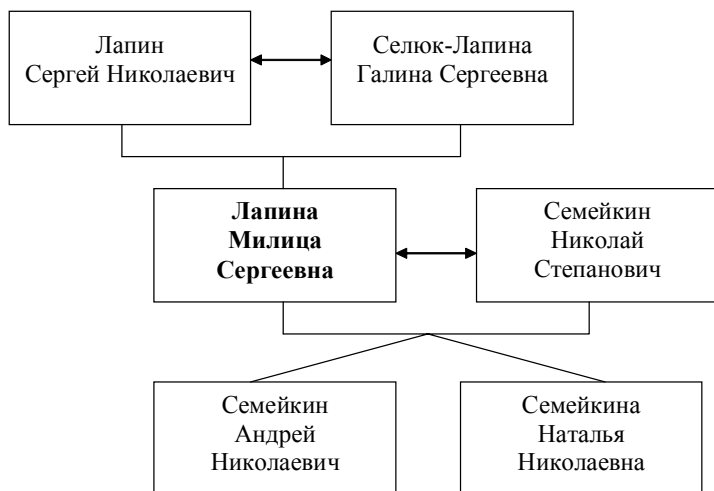 Лапин
Сергей Николаевич
Селюк-Лапина
Галина Сергеевна
Лапина
Милица
Сергеевна
Семейкин
Николай
Степанович
Семейкин
Андрей
Николаевич
Семейкина
Наталья
Николаевна